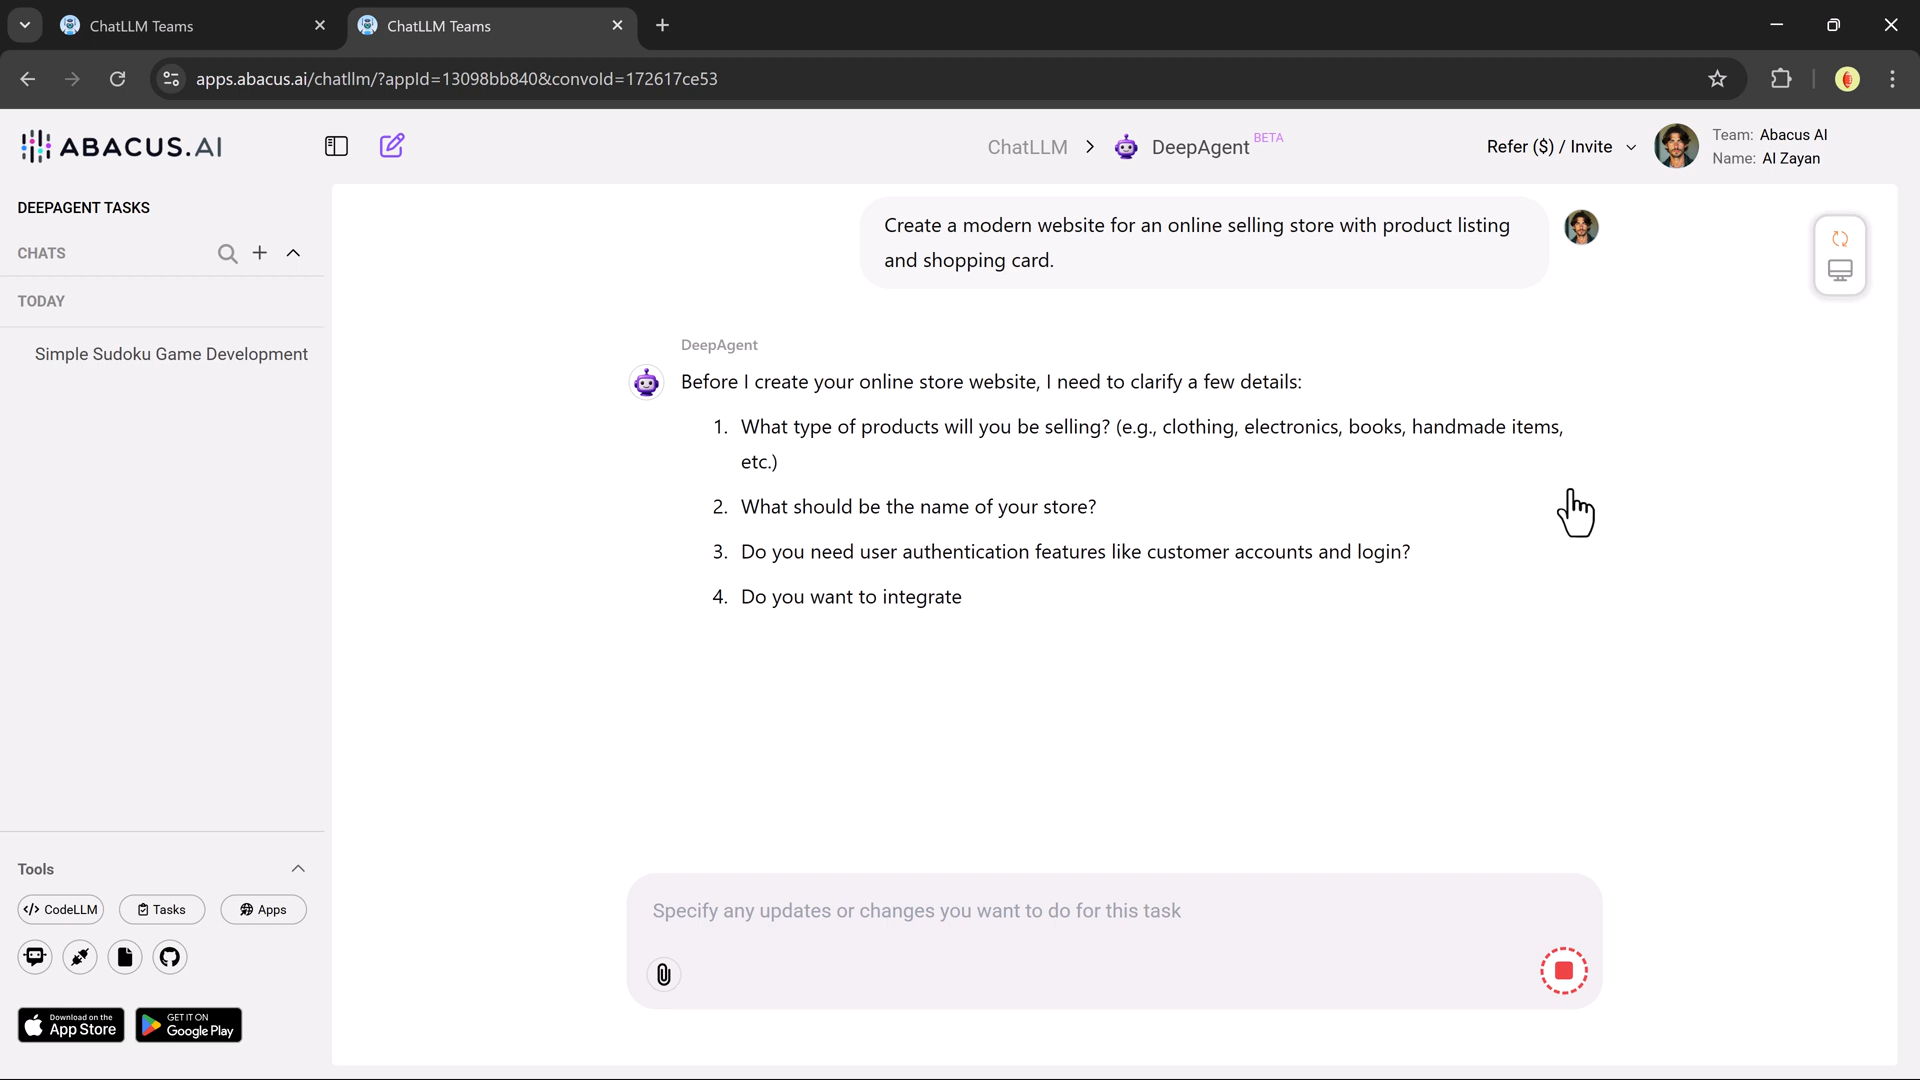 ChatLLM Teams
ChatLLM Teams
apps.abacus.ai/chatllm/?appId=13098bb840&convoId=172617ce53
ABACUS.AI
ChatLLM
DeepAgent
BETA
Refer ($) / Invite
Team: Abacus AI
Name: Al Zayan
DEEPAGENT TASKS
CHATS
TODAY
Simple Sudoku Game Development
Create a modern website for an online selling store with product listing
and shopping card.
DeepAgent
Before I create your online store website, I need to clarify a few details:
1. What type of products will you be selling? (e.g., clothing, electronics, books, handmade items,
etc.)
2. What should be the name of your store?
3. Do you need user authentication features like customer accounts and login?
4. Do you want to integrate
Specify any updates or changes you want to do for this task
Tools
</> CodeLLM
Tasks
Apps
Download on the
App Store
GET IT ON
Google Play